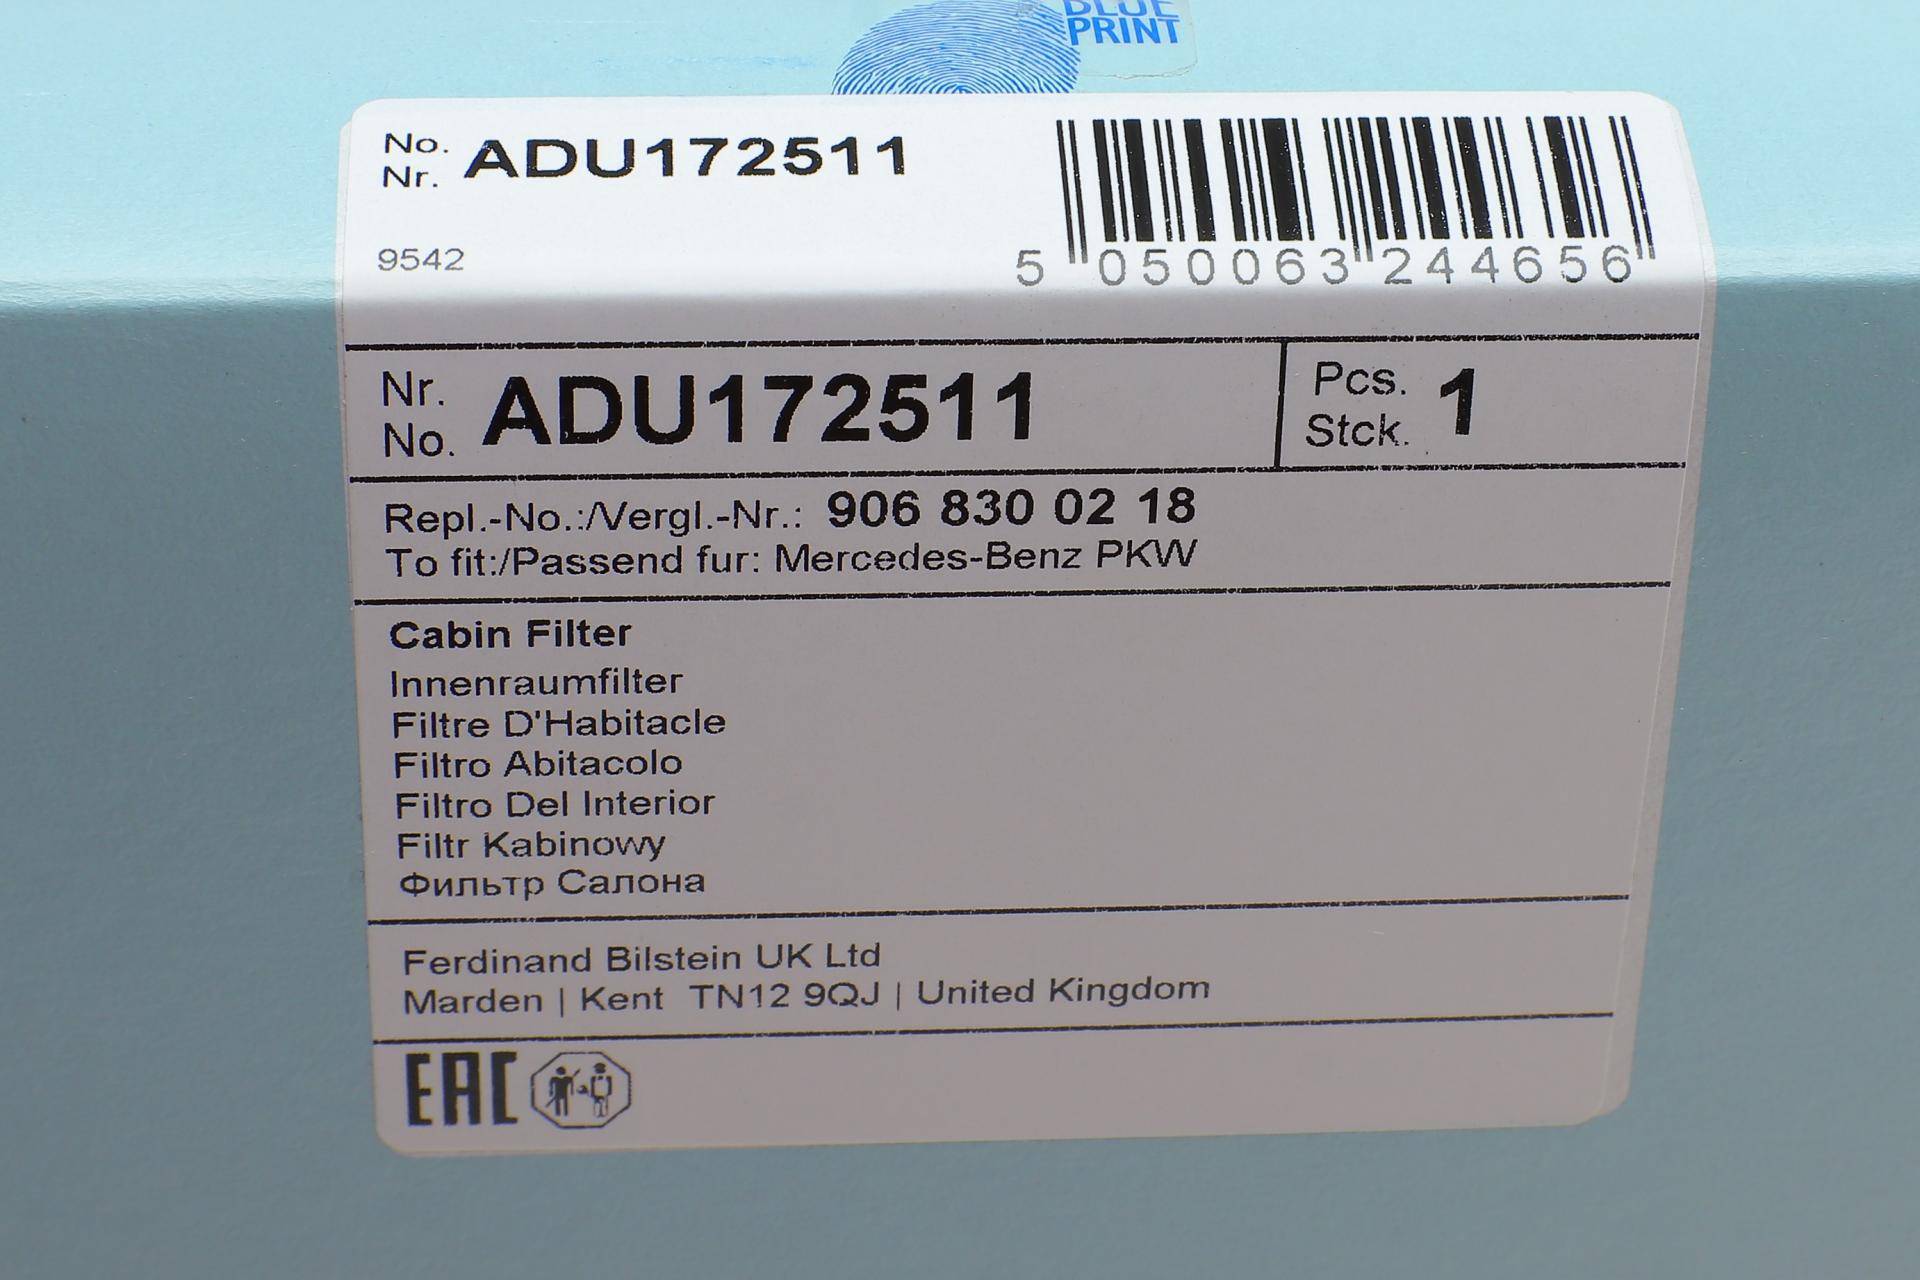 BLUE
PRINT
No.
Nr. ADU172511
9542
5 050063 244656
Nr.
No. ADU172511
Pcs.
Stck. 1
Repl.-No.:/Vergl.-Nr.: 906 830 02 18
To fit:/Passend fur: Mercedes-Benz PKW
Cabin Filter
Innenraumfilter
Filtre D'Habitacle
Filtro Abitacolo
Filtro Del Interior
Filtr Kabinowy
Фильтр Салона
Ferdinand Bilstein UK Ltd
Marden | Kent TN12 9QJ | United Kingdom
EAC